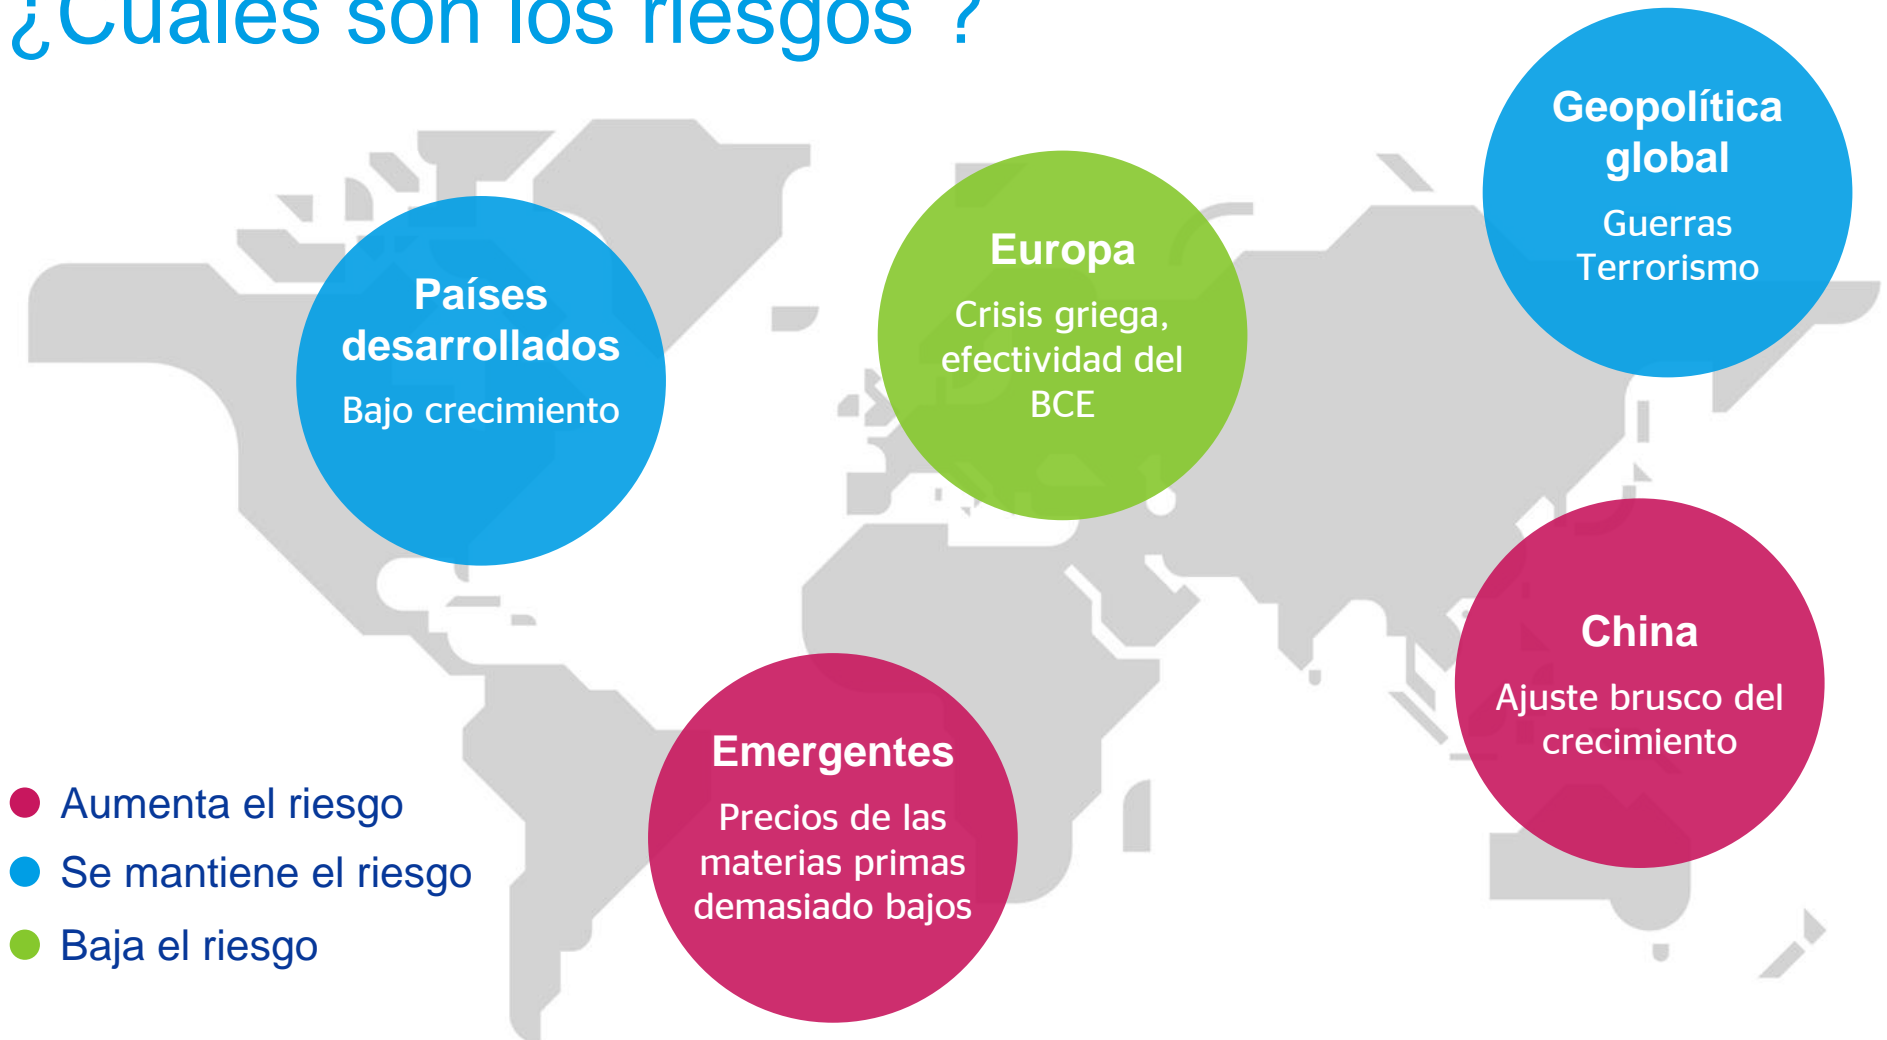 ¿Cuáles son los riesgos ?
Geopolítica
global
Guerras
Terrorismo
Europa
Crisis griega,
efectividad del
BCE
Países
desarrollados
Bajo crecimiento
China
Ajuste brusco del
crecimiento
Emergentes
Precios de las
materias primas
demasiado bajos
Aumenta el riesgo
Se mantiene el riesgo
Baja el riesgo